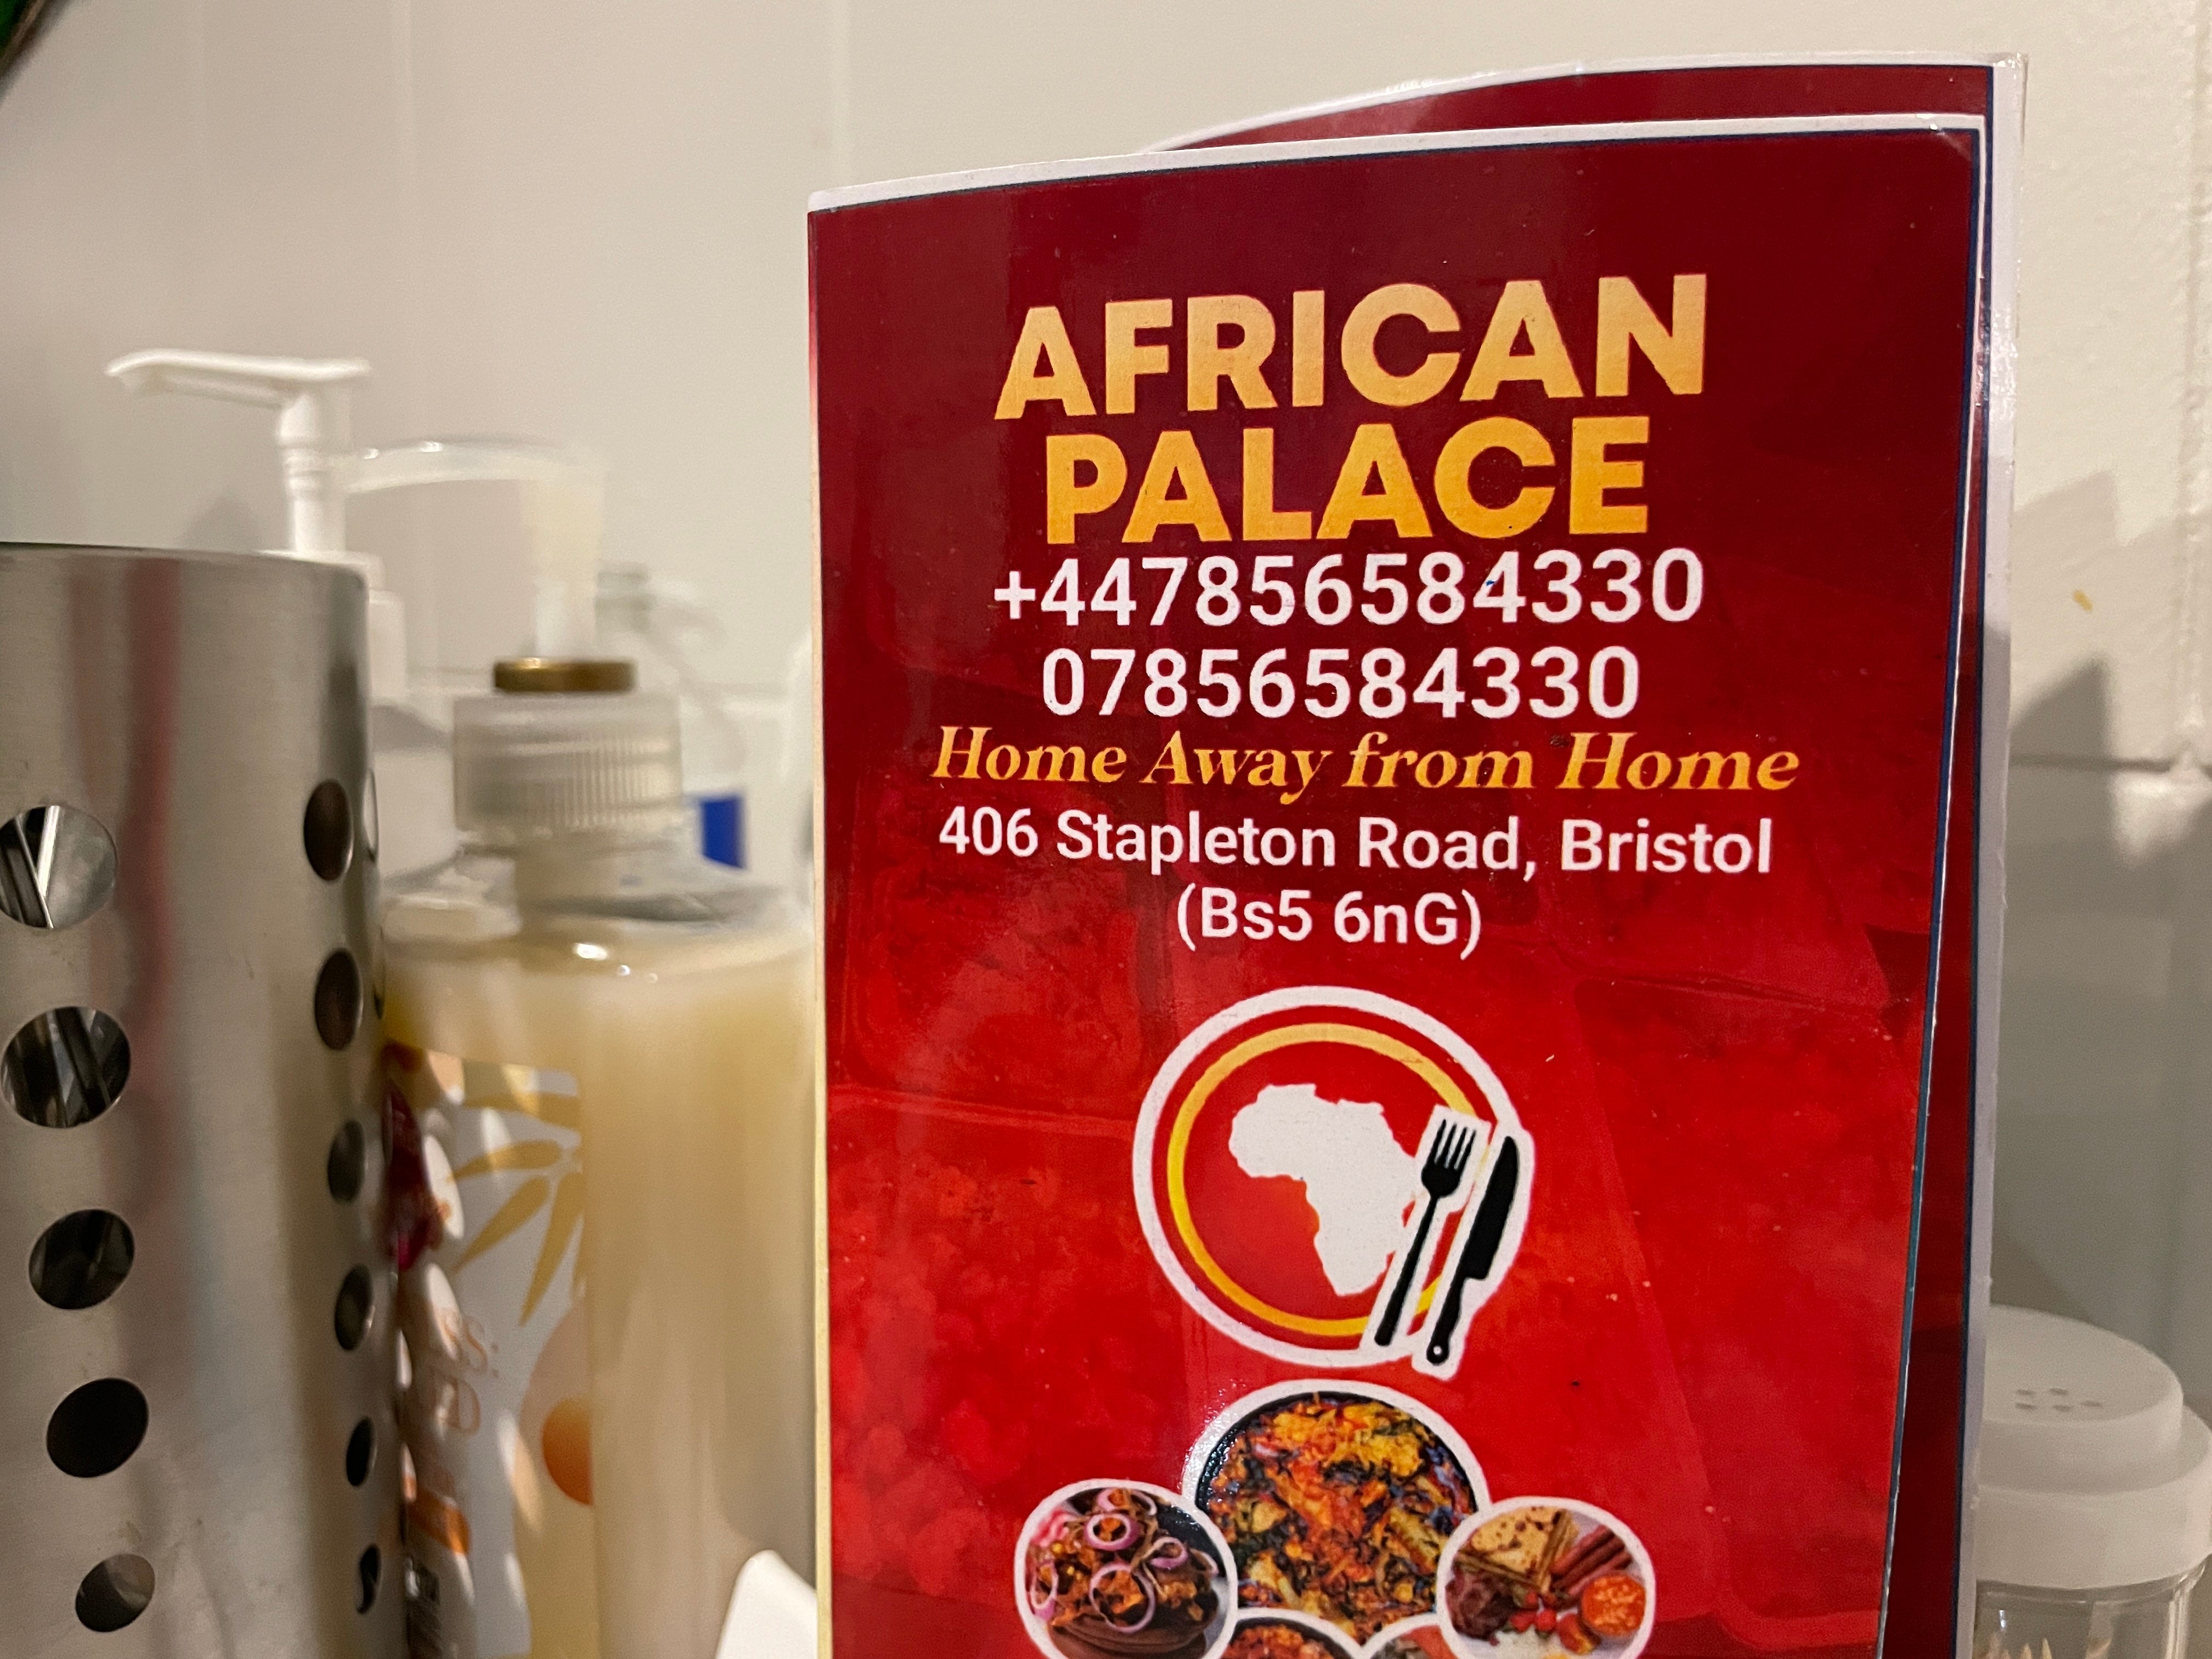 AFRICAN
PALACE
+447856584330
07856584330
Home Away from Home
406 Stapleton Road, Bristol
(Bs5 6nG)